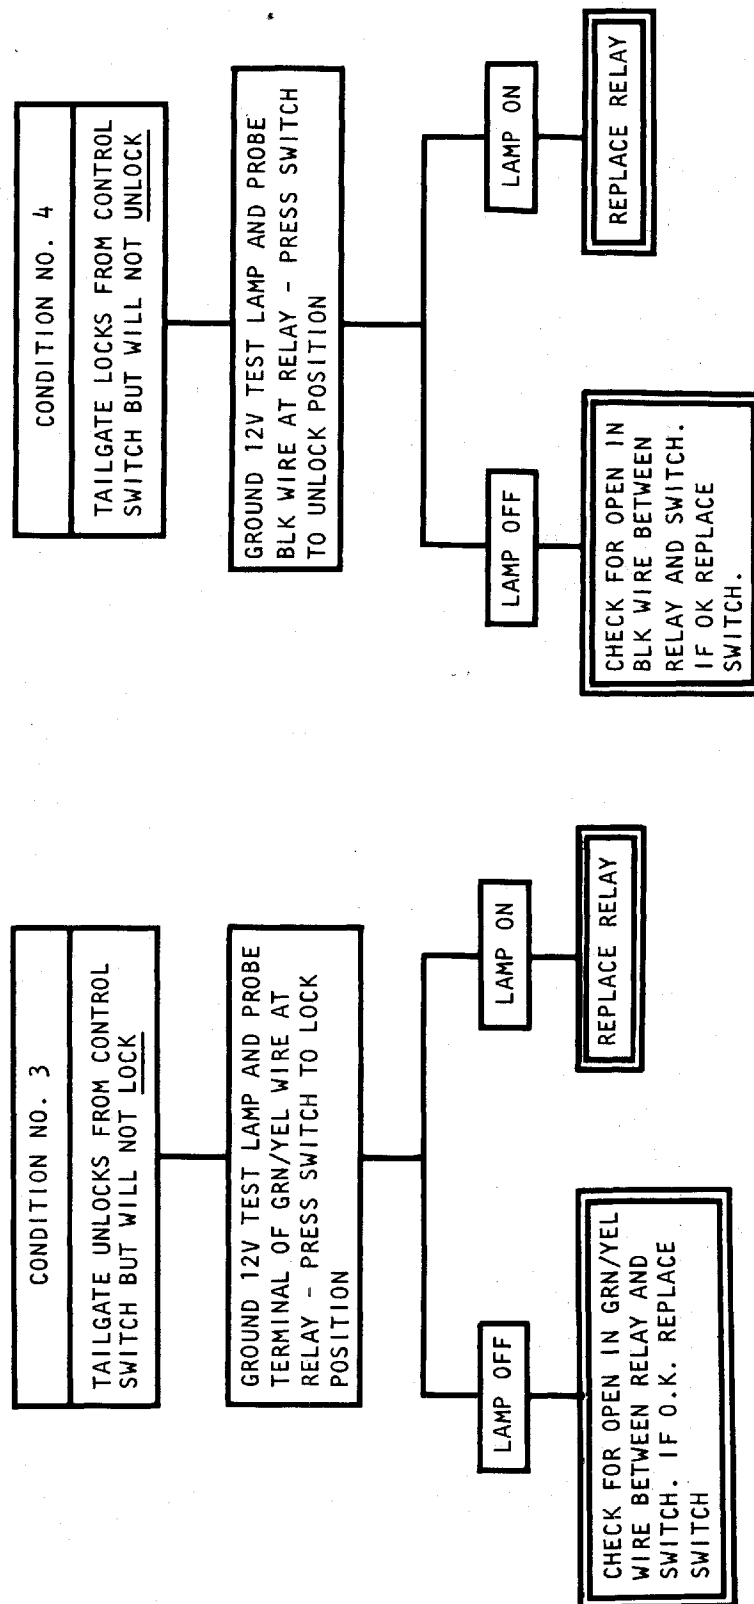 CONDITION NO. 3
TAILGATE UNLOCKS FROM CONTROL
SWITCH BUT WILL NOT LOCK
GROUND 12V TEST LAMP AND PROBE
TERMINAL OF GRN/YEL WIRE AT
RELAY - PRESS SWITCH TO LOCK
POSITION
LAMP OFF
LAMP ON
CHECK FOR OPEN IN GRN/YEL
WIRE BETWEEN RELAY AND
SWITCH. IF O.K. REPLACE
SWITCH
REPLACE RELAY
CONDITION NO. 4
TAILGATE LOCKS FROM CONTROL
SWITCH BUT WILL NOT UNLOCK
GROUND 12V TEST LAMP AND PROBE
BLK WIRE AT RELAY - PRESS SWITCH
TO UNLOCK POSITION
LAMP OFF
LAMP ON
CHECK FOR OPEN IN
BLK WIRE BETWEEN
RELAY AND SWITCH.
IF OK REPLACE
SWITCH.
REPLACE RELAY